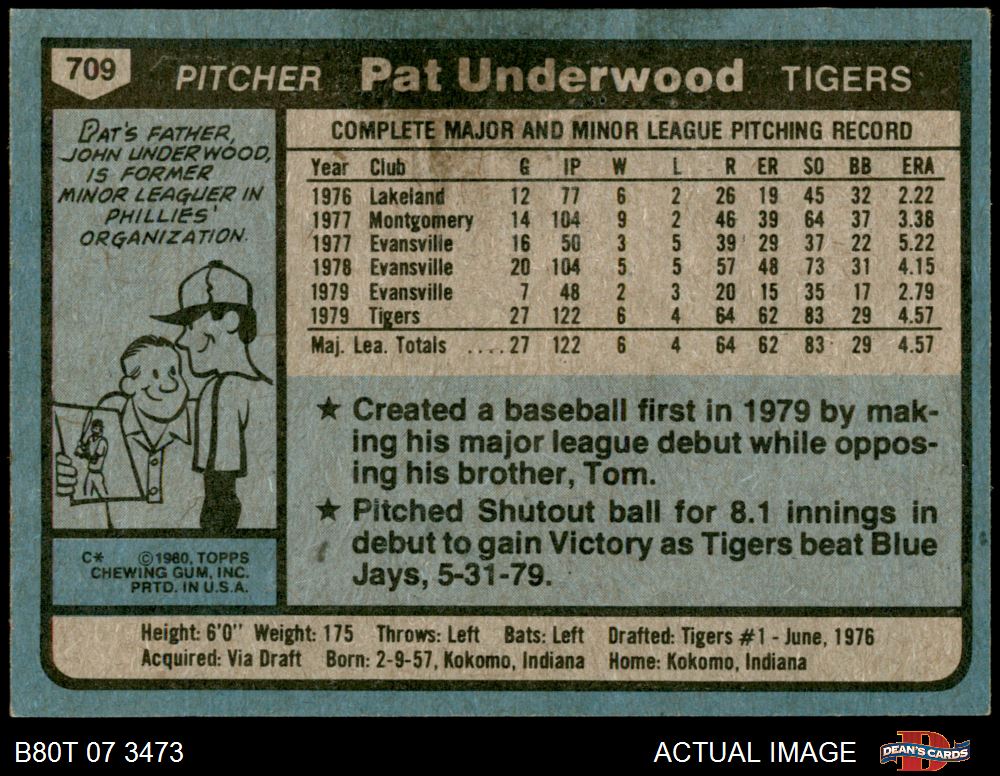 709 PITCHER Pat Underwood TIGERS
PAT'S FATHER,
JOHN UNDERWOOD,
IS FORMER
MINOR LEAGUER IN
PHILLIES'
ORGANIZATION.
COMPLETE MAJOR AND MINOR LEAGUE PITCHING RECORD
Year Club G IP W L R ER SO BB ERA
1976 Lakeland 12 77 6 2 26 19 45 32 2.22
1977 Montgomery 14 104 9 2 46 39 64 37 3.38
1977 Evansville 16 50 3 5 39 29 37 22 5.22
1978 Evansville 20 104 5 5 57 48 73 31 4.15
1979 Evansville 7 48 2 3 20 15 35 17 2.79
1979 Tigers 27 122 6 4 64 62 83 29 4.57
Maj. Lea. Totals ....27 122 6 4 64 62 83 29 4.57
★ Created a baseball first in 1979 by mak-
ing his major league debut while oppos-
ing his brother, Tom.
★ Pitched Shutout ball for 8.1 innings in
debut to gain Victory as Tigers beat Blue
Jays, 5-31-79.
C* ©1980, TOPPS
CHEWING GUM, INC.
PRTD. IN U.S.A.
Height: 6'0" Weight: 175 Throws: Left Bats: Left Drafted: Tigers #1 - June, 1976
Acquired: Via Draft Born: 2-9-57, Kokomo, Indiana Home: Kokomo, Indiana
B80T 07 3473 ACTUAL IMAGE DEAN'S CARDS